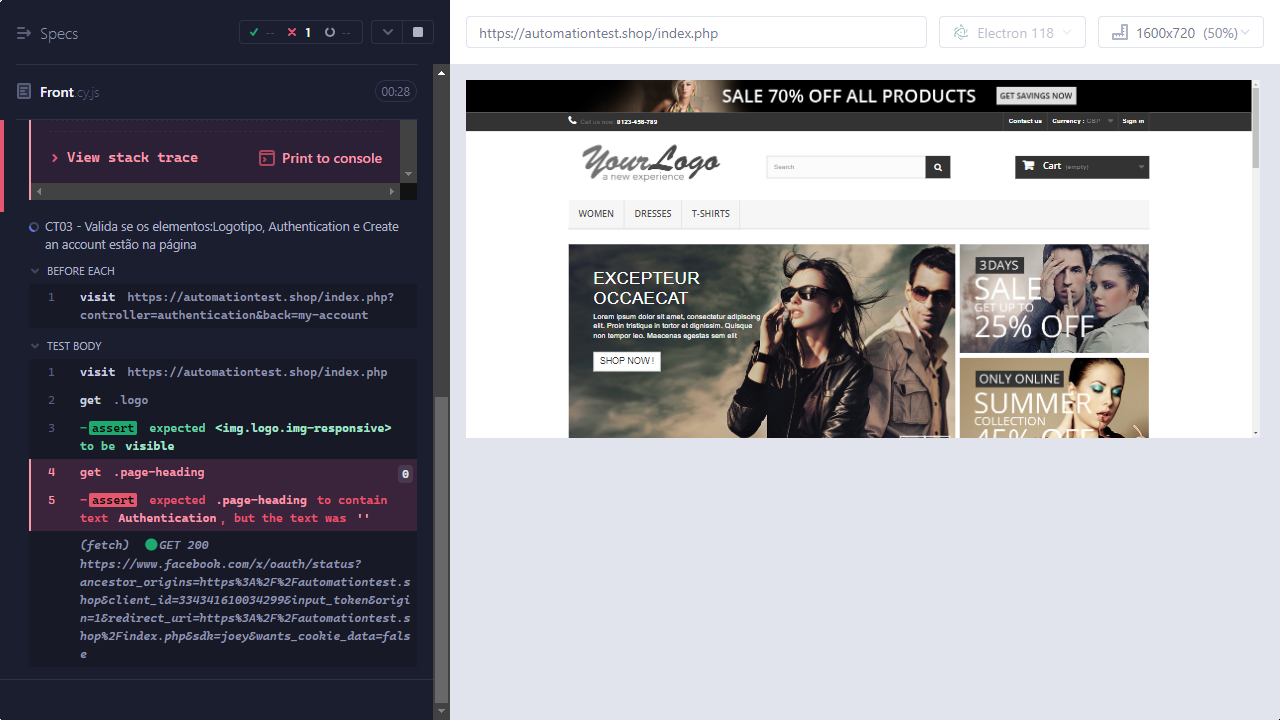 Specs
--
1
--
Front.cy.js
00:28
View stack trace
Print to console
CT03 - Valida se os elementos:Logotipo, Authentication e Create
an account estão na página
BEFORE EACH
1 visit https://automationtest.shop/index.php?
controller=authentication&back=my-account
TEST BODY
1 visit https://automationtest.shop/index.php
2 get .logo
3 -assert expected <img.logo.img-responsive>
to be visible
4 get .page-heading 0
5 -assert expected .page-heading to contain
text Authentication, but the text was ''
(fetch) GET 200
https://www.facebook.com/x/oauth/status?
ancestor_origins=https%3A%2F%2Fautomationtest.s
hop&client_id=334341610034299&input_token&origi
n=1&redirect_uri=https%3A%2F%2Fautomationtest.s
hop%2Findex.php&sdk=joey&wants_cookie_data=fals
e
https://automationtest.shop/index.php
Electron 118
1600x720 (50%)
SALE 70% OFF ALL PRODUCTS
GET SAVINGS NOW
Call us now: 0123-456-789
Contact us
Currency : GBP
Sign in
YourLogo
a new experience
Search
Cart (empty)
WOMEN
DRESSES
T-SHIRTS
EXCEPTEUR
OCCAECAT
Lorem ipsum dolor sit amet, consectetur adipiscing
elit. Proin tristique in tortor et dignissim. Quisque
non tempor leo. Maecenas egestas sem elit
SHOP NOW !
3 DAYS
SALE
GET UP TO
25% OFF
ONLY ONLINE
SUMMER
COLLECTION
45% OFF